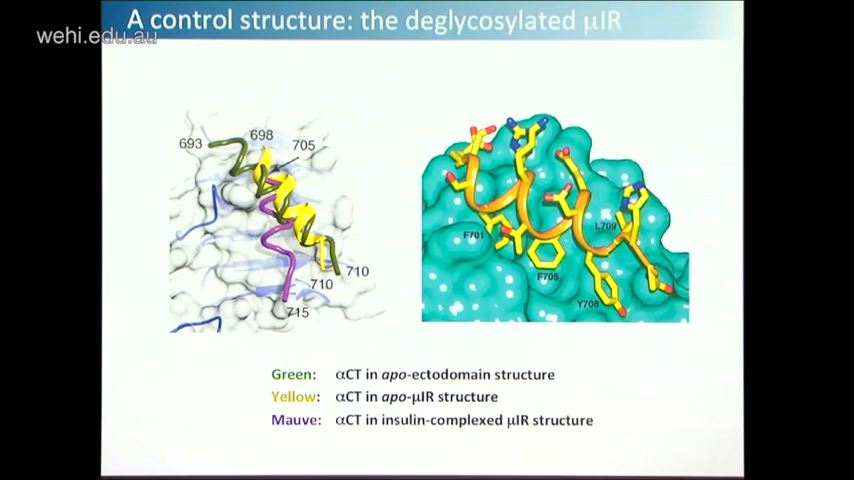 A control structure: the deglycosylated µIR
wehi.edu.au
693
698
705
710
710
715
F701
F705
L709
Y708
Green: αCT in apo-ectodomain structure
Yellow: αCT in apo-µIR structure
Mauve: αCT in insulin-complexed µIR structure